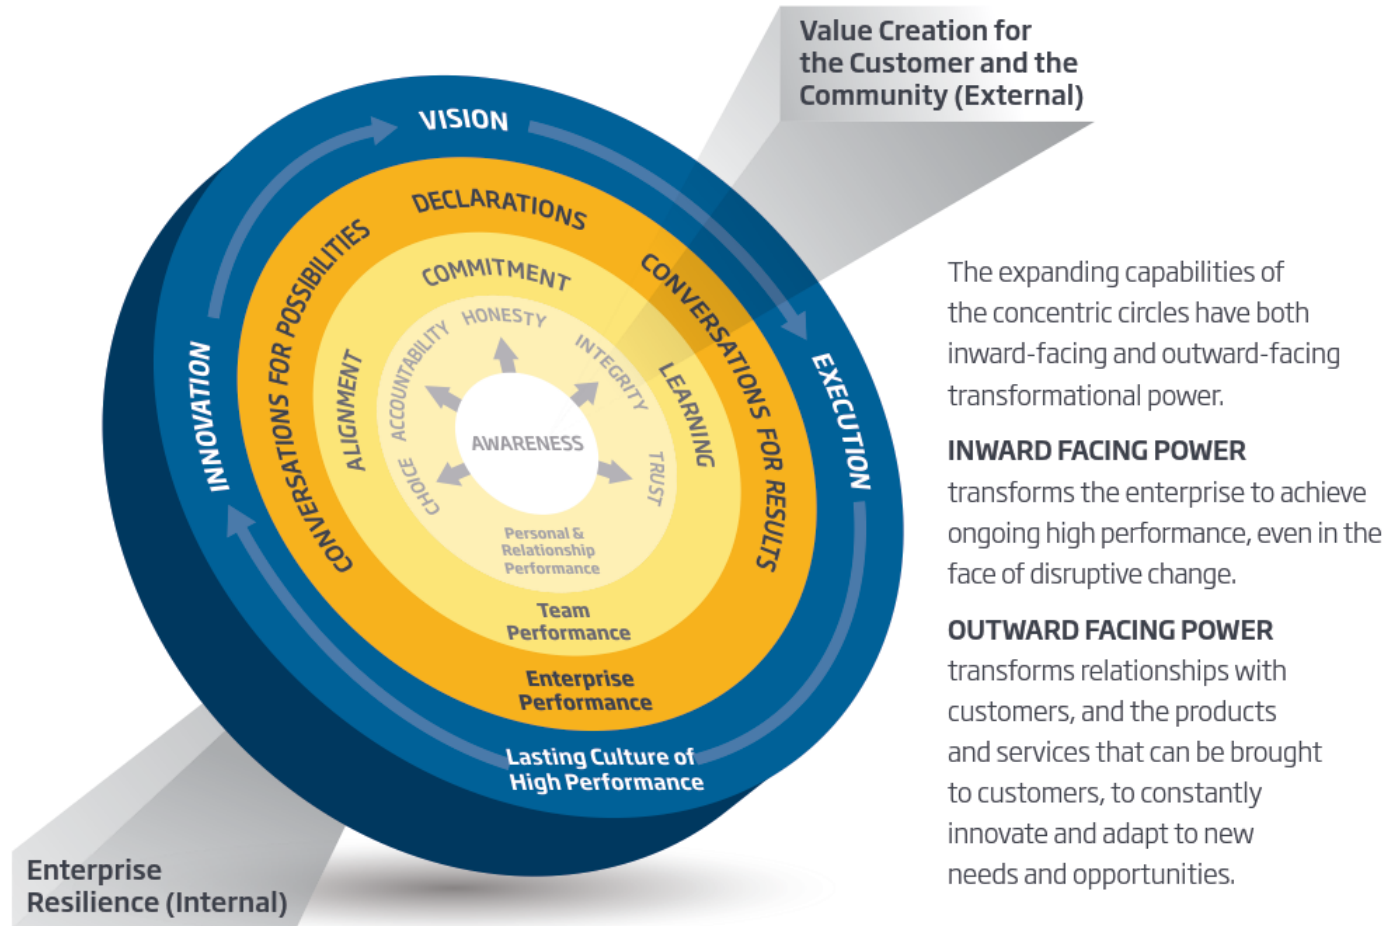 Value Creation for
the Customer and the
Community (External)
VISION
DECLARATIONS
COMMITMENT
HONESTY
INNOVATION
CONVERSATIONS FOR POSSIBILITIES
ALIGNMENT
ACCOUNTABILITY
CHOICE
AWARENESS
INTEGRITY
TRUST
LEARNING
CONVERSATIONS FOR RESULTS
EXECUTION
Personal &
Relationship
Performance
Team
Performance
Enterprise
Performance
Lasting Culture of
High Performance
Enterprise
Resilience (Internal)
The expanding capabilities of
the concentric circles have both
inward-facing and outward-facing
transformational power.
INWARD FACING POWER
transforms the enterprise to achieve
ongoing high performance, even in the
face of disruptive change.
OUTWARD FACING POWER
transforms relationships with
customers, and the products
and services that can be brought
to customers, to constantly
innovate and adapt to new
needs and opportunities.